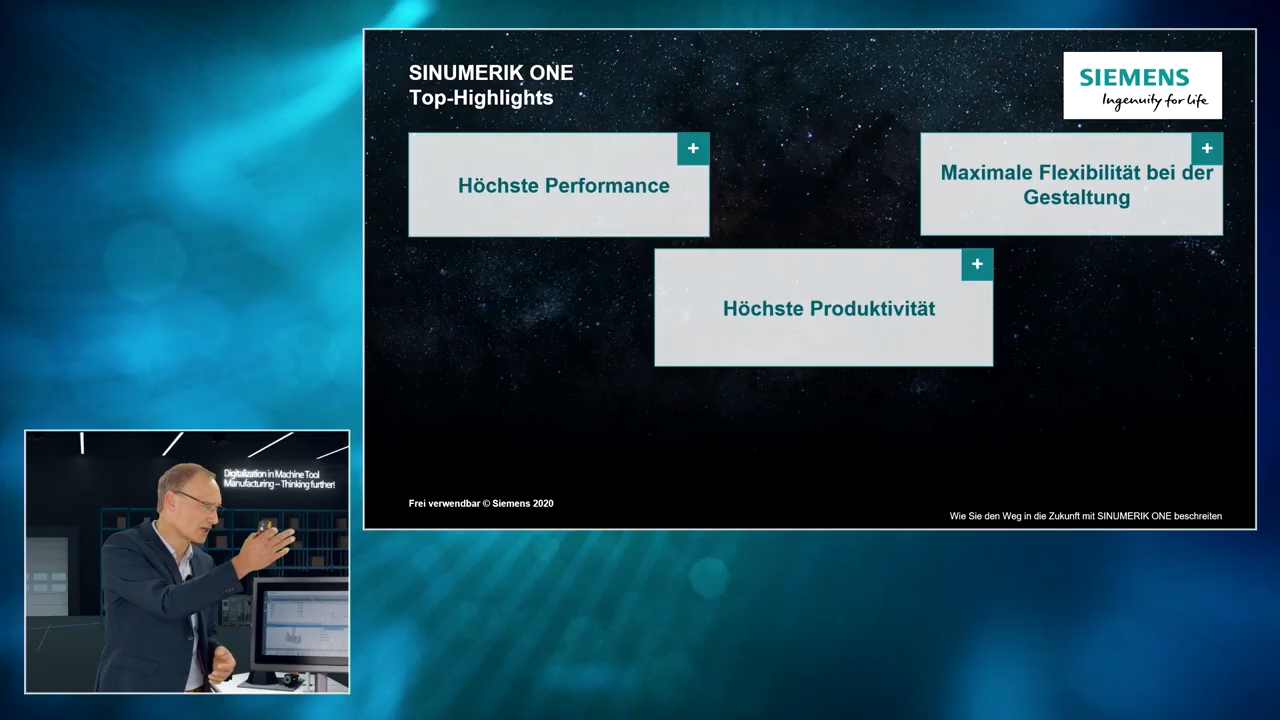 SINUMERIK ONE
Top-Highlights
SIEMENS
Ingenuity for life
+
Höchste Performance
+
Maximale Flexibilität bei der
Gestaltung
+
Höchste Produktivität
Digitalization in Machine Tool
Manufacturing – Thinking further!
Frei verwendbar © Siemens 2020
Wie Sie den Weg in die Zukunft mit SINUMERIK ONE beschreiten